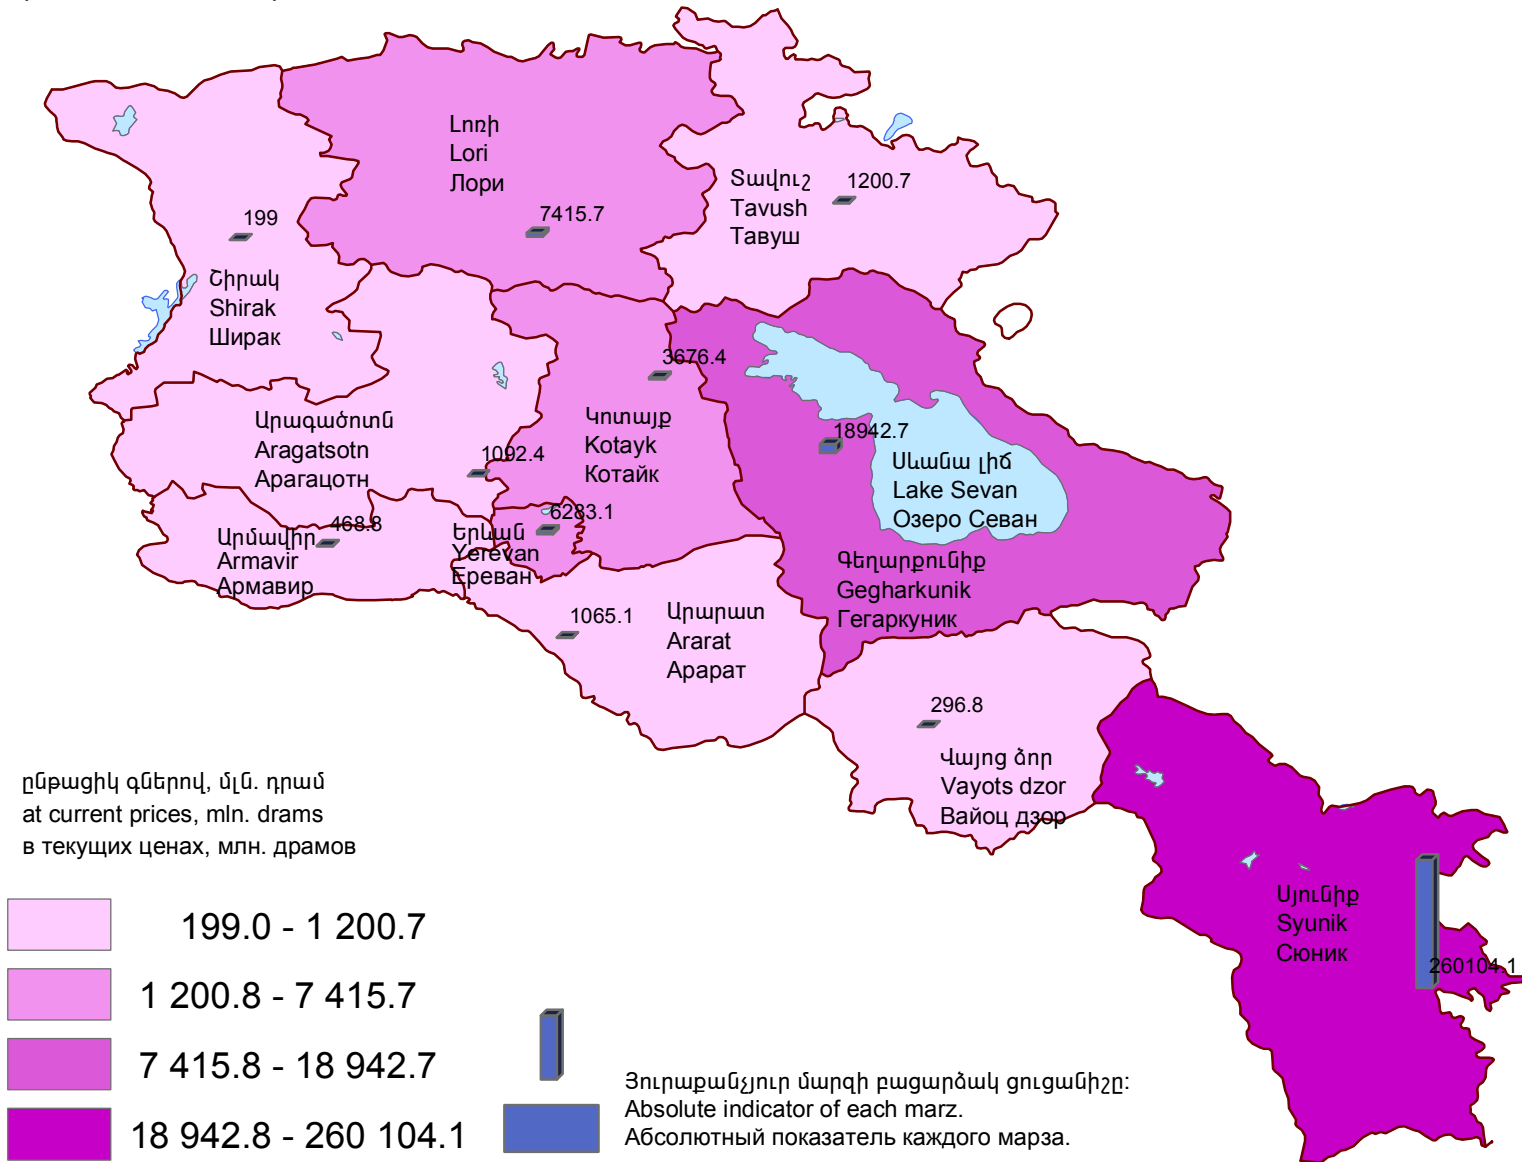 Լոռի
Lori
Лори
7415.7
Տավուշ
Tavush
Тавуш
1200.7
199
Շիրակ
Shirak
Ширак
3676.4
Արագածոտն
Aragatsotn
Арагацотн
1092.4
Կոտայք
Kotayk
Котайк
18942.7
Սևանա լիճ
Lake Sevan
Озеро Севан
Արմավիր
Armavir
Армавир
468.8
Երևան
Yerevan
Ереван
6283.1
Գեղարքունիք
Gegharkunik
Гегаркуник
1065.1
Արարատ
Ararat
Арарат
296.8
Վայոց ձոր
Vayots dzor
Вайоц дзор
Սյունիք
Syunik
Сюник
260104.1
ընթացիկ գներով, մլն. դրամ
at current prices, mln. drams
в текущих ценах, млн. драмов
199.0 - 1 200.7
1 200.8 - 7 415.7
7 415.8 - 18 942.7
18 942.8 - 260 104.1
Յուրաքանչյուր մարզի բացարձակ ցուցանիշը:
Absolute indicator of each marz.
Абсолютный показатель каждого марза.